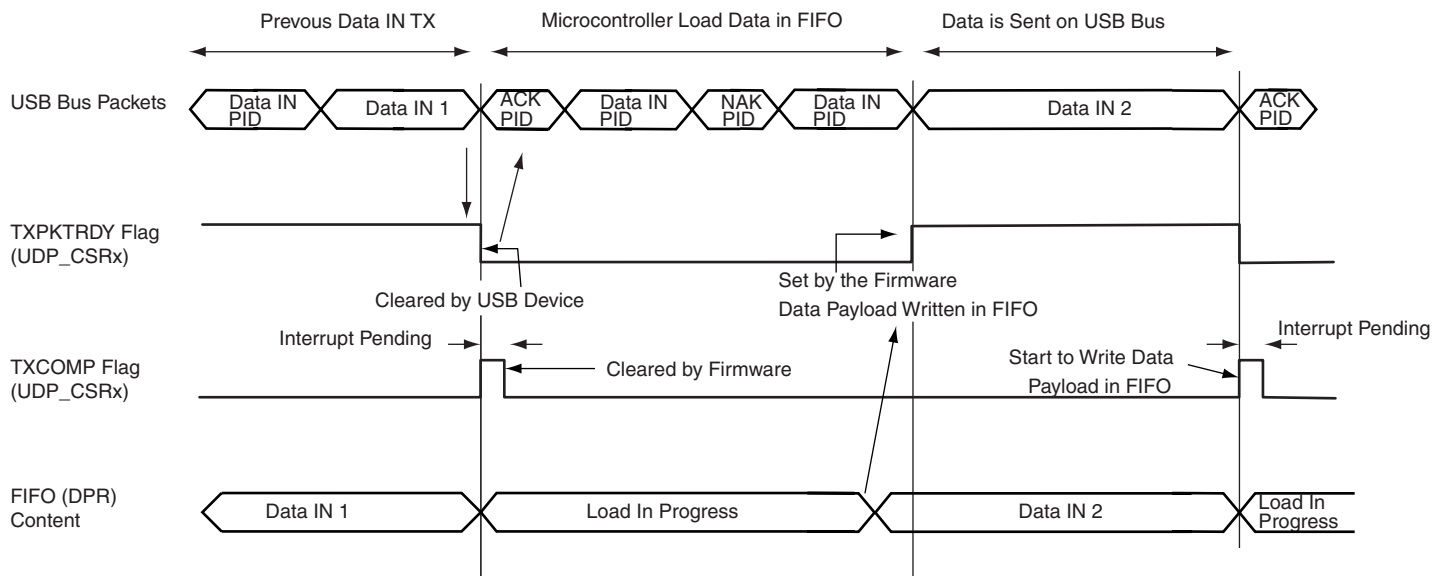 Prevous Data IN TX
Microcontroller Load Data in FIFO
Data is Sent on USB Bus
USB Bus Packets
Data IN
PID
Data IN 1
ACK
PID
Data IN
PID
NAK
PID
Data IN
PID
Data IN 2
ACK
PID
TXPKTRDY Flag
(UDP_CSRx)
Cleared by USB Device
Set by the Firmware
Data Payload Written in FIFO
Interrupt Pending
Interrupt Pending
TXCOMP Flag
(UDP_CSRx)
Cleared by Firmware
Start to Write Data
Payload in FIFO
FIFO (DPR)
Content
Data IN 1
Load In Progress
Data IN 2
Load In
Progress